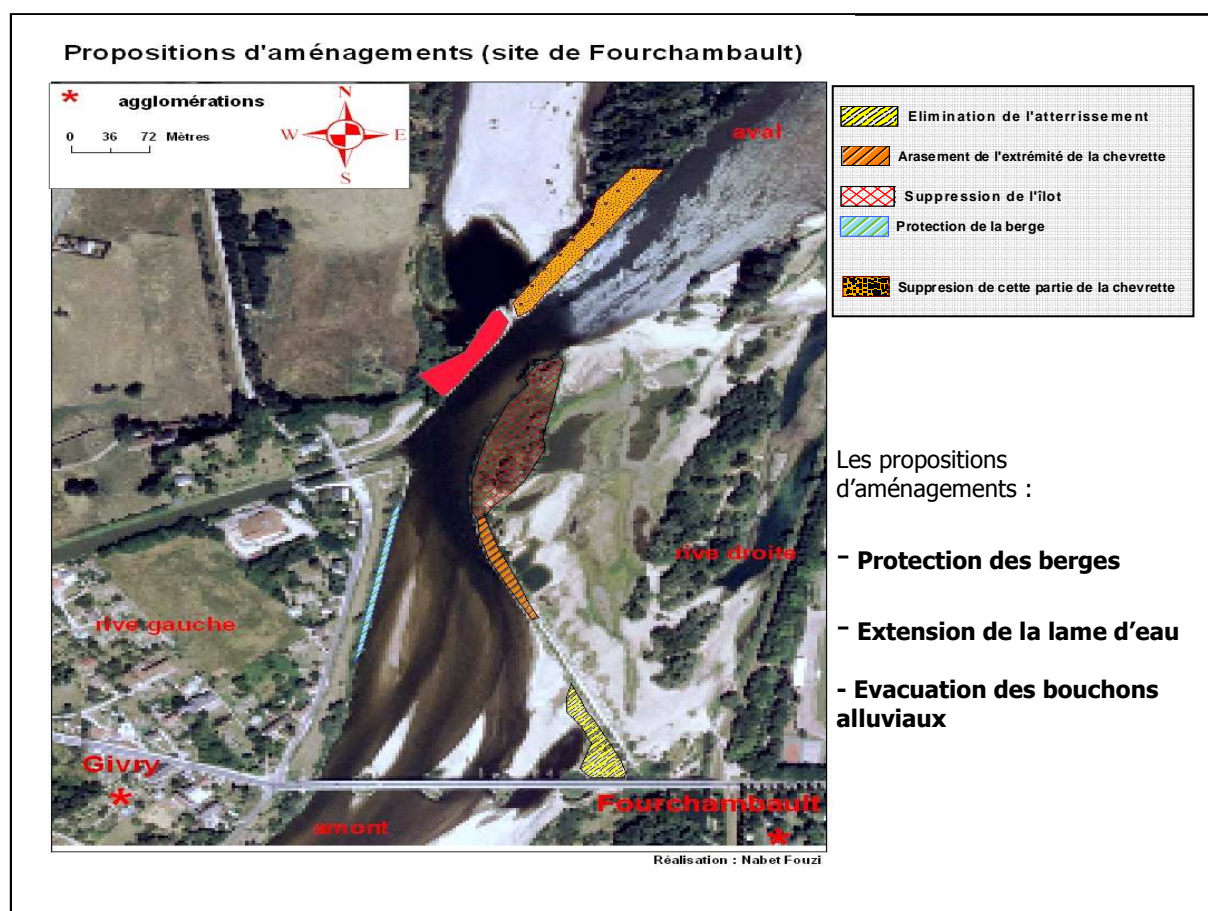 Propositions d'aménagements (site de Fourchambault)
* agglomérations
0 36 72 Mètres
N
W E
S
aval
rive droite
rive gauche
Givry
*
Fourchambault
*
amont
Réalisation : Nabet Fouzi
Elimination de l'atterrissement
Arasement de l'extrémité de la chevrette
Suppression de l'îlot
Protection de la berge
Suppresion de cette partie de la chevrette
Les propositions
d'aménagements :
- Protection des berges
- Extension de la lame d'eau
- Evacuation des bouchons
alluviaux